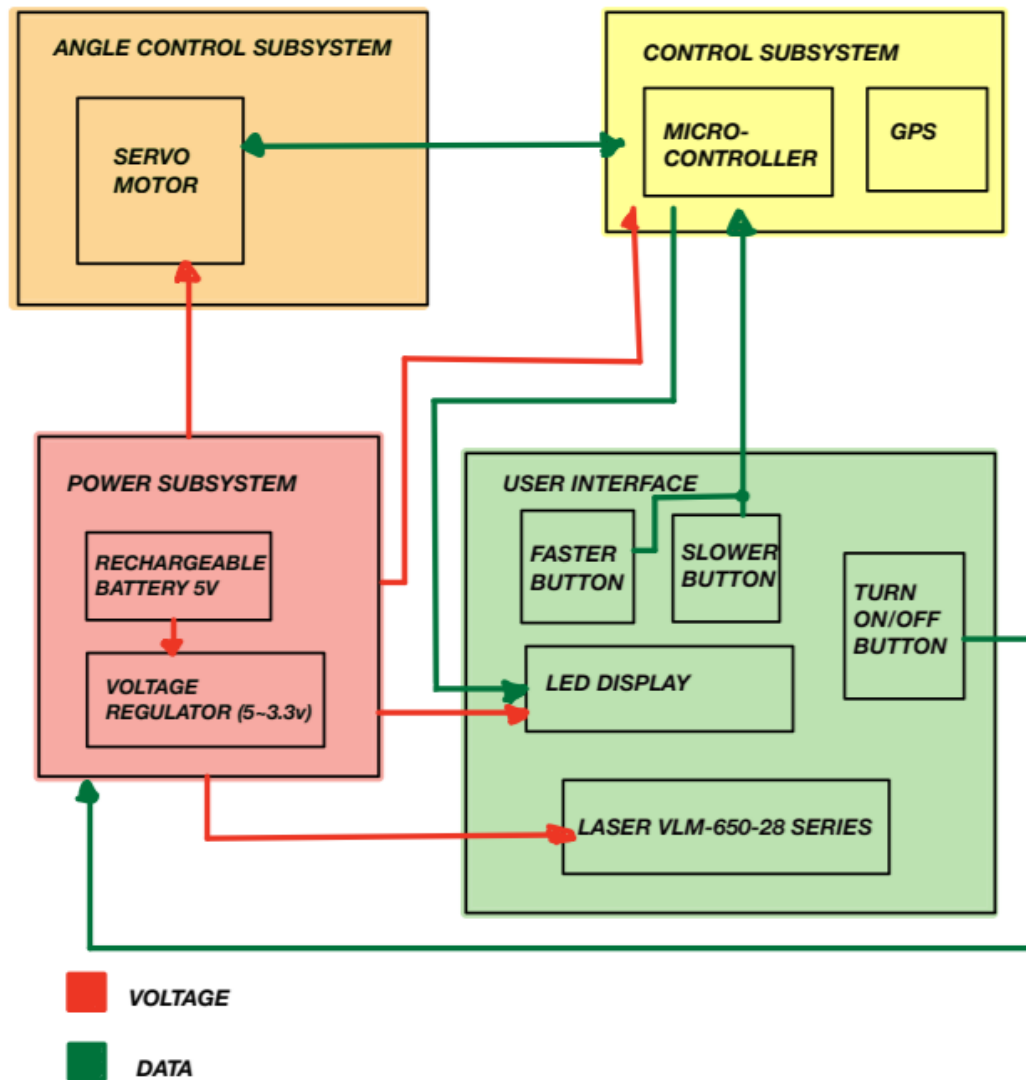 ANGLE CONTROL SUBSYSTEM
SERVO
MOTOR
CONTROL SUBSYSTEM
MICRO-
CONTROLLER
GPS
POWER SUBSYSTEM
RECHARGEABLE
BATTERY 5V
VOLTAGE
REGULATOR (5~3.3v)
USER INTERFACE
FASTER
BUTTON
SLOWER
BUTTON
TURN
ON/OFF
BUTTON
LED DISPLAY
LASER VLM-650-28 SERIES
VOLTAGE
DATA